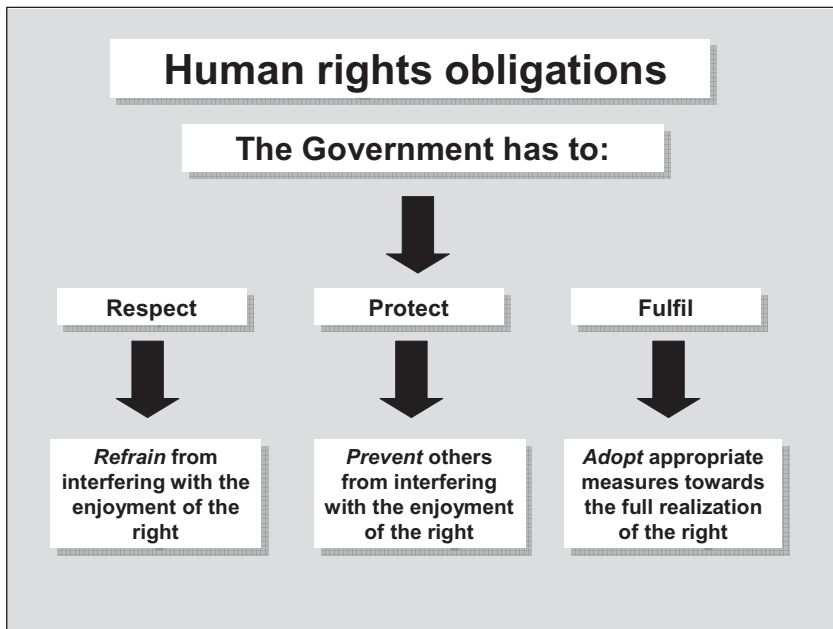 Human rights obligations
The Government has to:
Respect
Protect
Fulfil
Refrain from
interfering with the
enjoyment of the
right
Prevent others
from interfering
with the enjoyment
of the right
Adopt appropriate
measures towards
the full realization
of the right